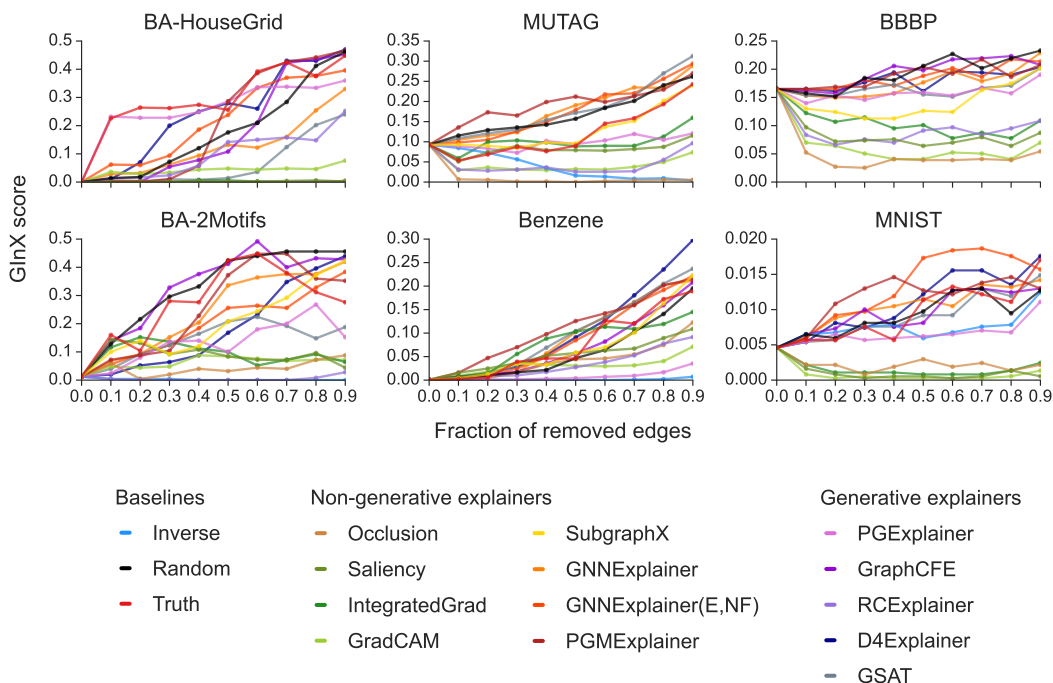 BA-HouseGrid MUTAG BBBP
0.5 0.35 0.25
0.4 0.30 0.20
0.3 0.25 0.15
0.2 0.20 0.10
0.1 0.15 0.05
0.0 0.10 0.00
0.05
0.00
GInX score
BA-2Motifs Benzene MNIST
0.5 0.30 0.020
0.4 0.25 0.015
0.3 0.20 0.010
0.2 0.15 0.005
0.1 0.10 0.000
0.0 0.05
0.00
0.0 0.1 0.2 0.3 0.4 0.5 0.6 0.7 0.8 0.9 0.0 0.1 0.2 0.3 0.4 0.5 0.6 0.7 0.8 0.9 0.0 0.1 0.2 0.3 0.4 0.5 0.6 0.7 0.8 0.9
Fraction of removed edges
Baselines Non-generative explainers Generative explainers
Inverse Occlusion SubgraphX PGExplainer
Random Saliency GNNExplainer GraphCFE
Truth IntegratedGrad GNNExplainer(E,NF) RCExplainer
GradCAM PGMExplainer D4Explainer
GSAT